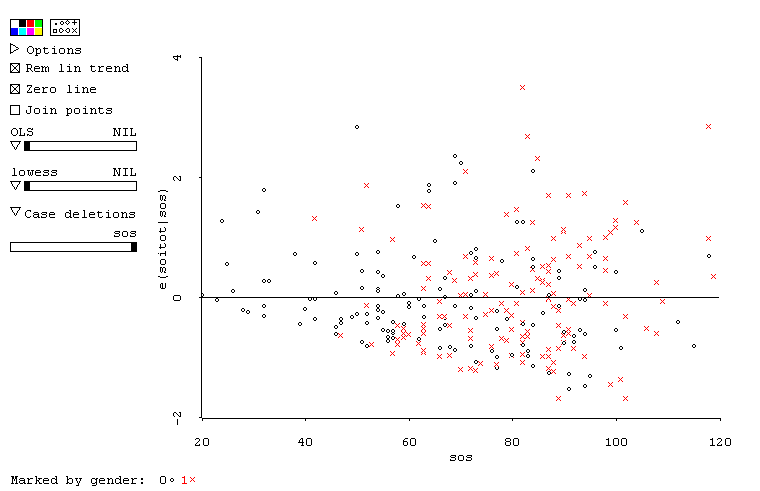 Options
Rem lin trend
Zero line
Join points
OLS NIL
lowess NIL
Case deletions
sos
e(soitot|sos)
4
2
0
-2
20 40 60 80 100 120
sos
Marked by gender: 0 1